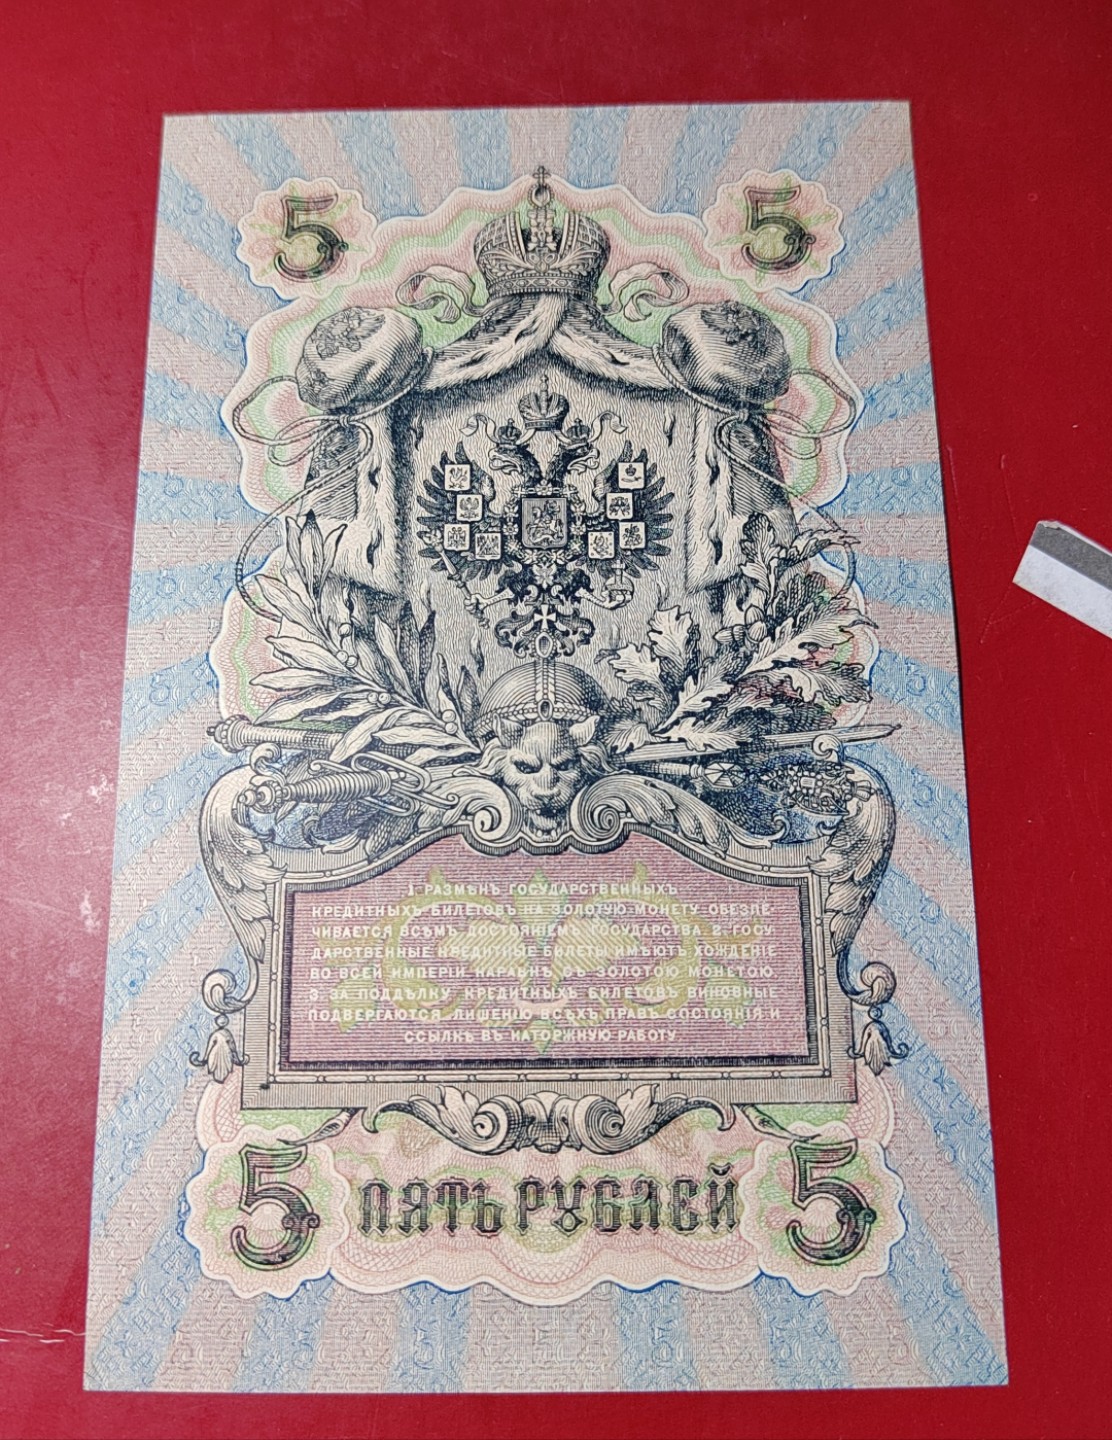 5 5
1. РАЗМѢНЪ ГОСУДАРСТВЕННЫХЪ
КРЕДИТНЫХЪ БИЛЕТОВЪ НА ЗОЛОТУЮ МОНЕТУ ОБЕЗПЕ-
ЧИВАЕТСЯ ВСѢМЪ ДОСТОЯНІЕМЪ ГОСУДАРСТВА. 2. ГОСУ-
ДАРСТВЕННЫЕ КРЕДИТНЫЕ БИЛЕТЫ ИМѢЮТЪ ХОЖДЕНІЕ
ВО ВСЕЙ ИМПЕРІИ НАРАВНѢ СЪ ЗОЛОТОЮ МОНЕТОЮ.
3. ЗА ПОДДѢЛКУ КРЕДИТНЫХЪ БИЛЕТОВЪ ВИНОВНЫЕ
ПОДВЕРГАЮТСЯ ЛИШЕНІЮ ВСѢХЪ ПРАВЪ СОСТОЯНІЯ И
ССЫЛКѢ ВЪ КАТОРЖНУЮ РАБОТУ.
5 ПЯТЬ РУБЛЕЙ 5